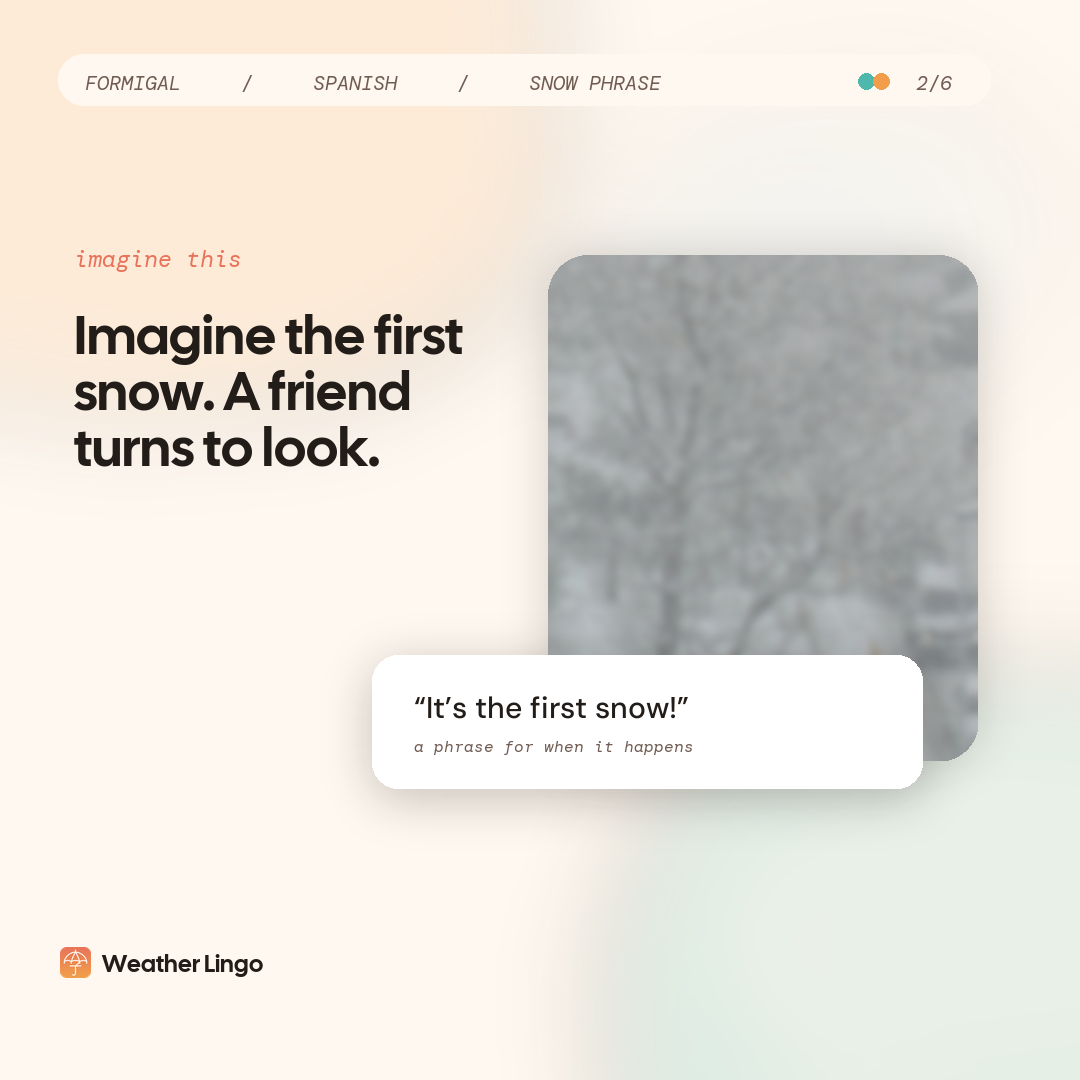 FORMIGAL / SPANISH / SNOW PHRASE 2/6
imagine this
Imagine the first
snow. A friend
turns to look.
“It’s the first snow!”
a phrase for when it happens
Weather Lingo